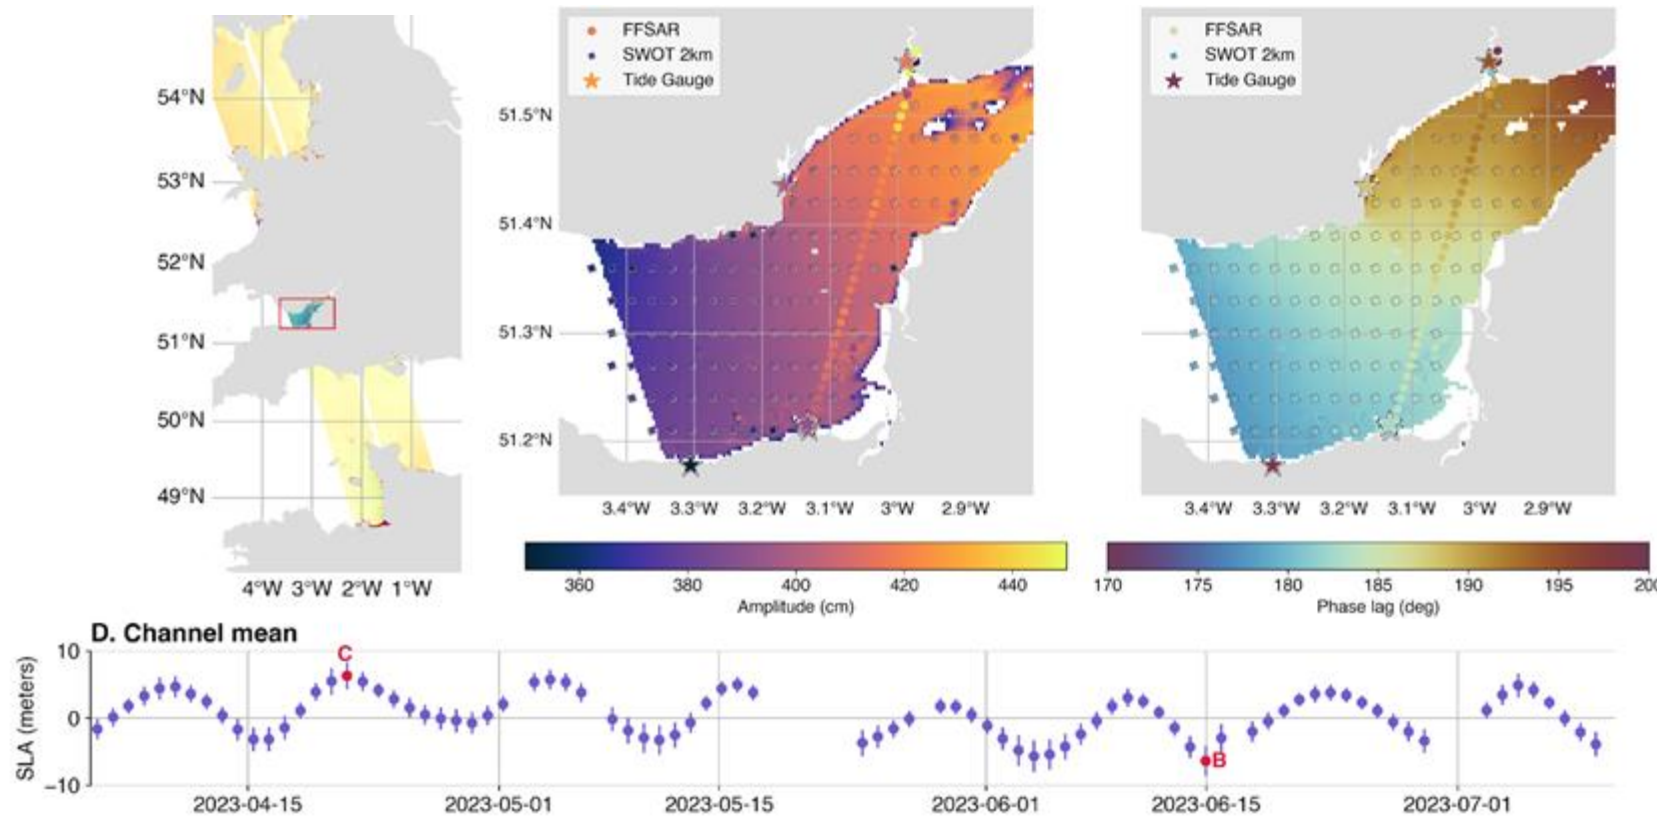 54°N
53°N
52°N
51°N
50°N
49°N
4°W 3°W 2°W 1°W
FFSAR
SWOT 2km
Tide Gauge
51.5°N
51.4°N
51.3°N
51.2°N
3.4°W 3.3°W 3.2°W 3.1°W 3°W 2.9°W
360 380 400 420 440
Amplitude (cm)
FFSAR
SWOT 2km
Tide Gauge
3.4°W 3.3°W 3.2°W 3.1°W 3°W 2.9°W
170 175 180 185 190 195 200
Phase lag (deg)
D. Channel mean
SLA (meters)
10
0
−10
C
B
2023-04-15 2023-05-01 2023-05-15 2023-06-01 2023-06-15 2023-07-01